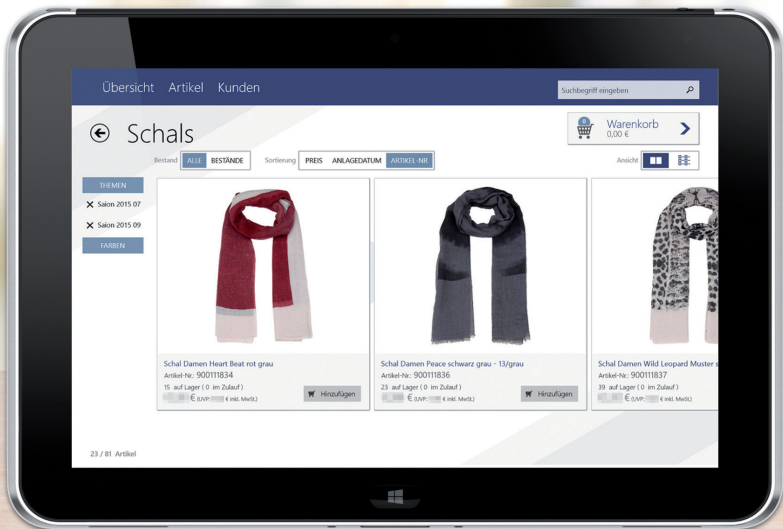 Übersicht Artikel Kunden
Suchbegriff eingeben
Schals
0
Warenkorb
0,00 €
Bestand ALLE BESTÄNDE Sortierung PREIS ANLAGEDATUM ARTIKEL-NR Ansicht
THEMEN
Saion 2015 07
Saion 2015 09
FARBEN
Schal Damen Heart Beat rot grau
Artikel-Nr.: 900111834
15 auf Lager ( 0 im Zulauf )
€ (UVP: € inkl. MwSt.)
Hinzufügen
Schal Damen Peace schwarz grau - 13/grau
Artikel-Nr.: 900111836
23 auf Lager ( 0 im Zulauf )
€ (UVP: € inkl. MwSt.)
Hinzufügen
Schal Damen Wild Leopard Muster s
Artikel-Nr.: 900111837
39 auf Lager ( 0 im Zulauf )
€ (UVP: € inkl. MwSt.)
23 / 81 Artikel